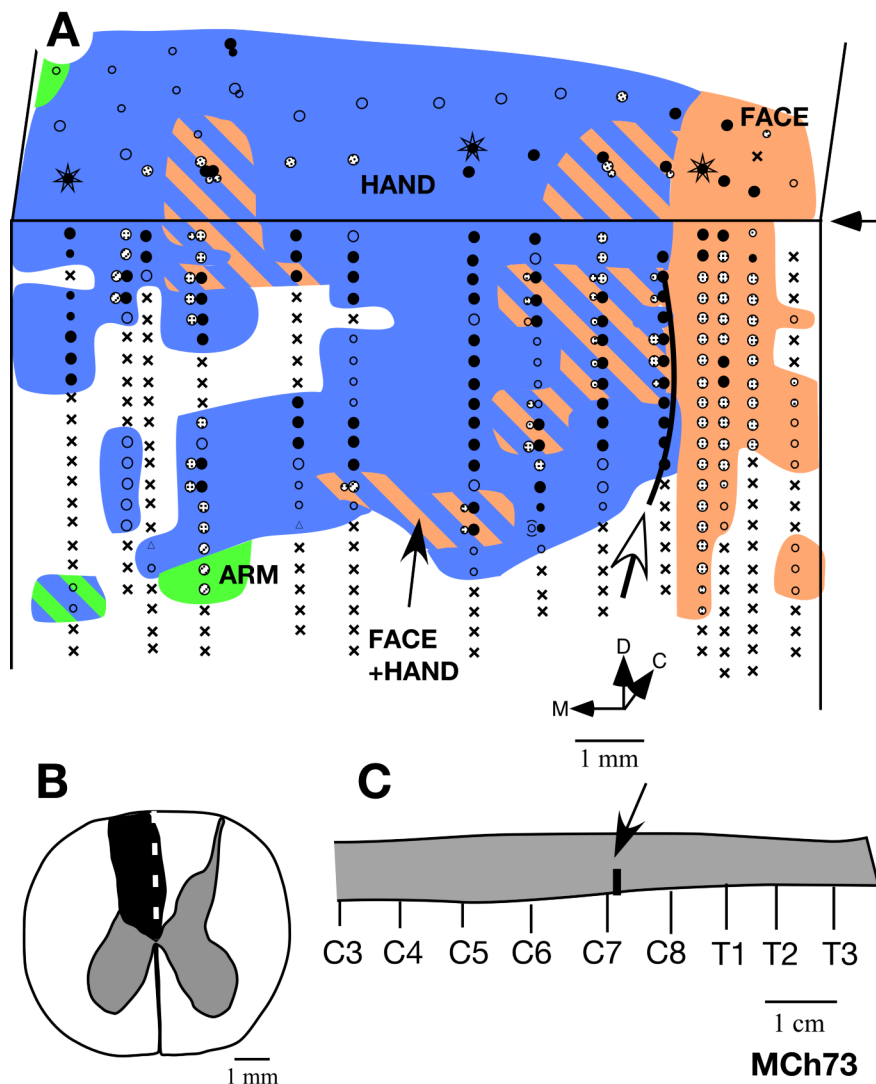 A
FACE
HAND
ARM
FACE
+HAND
D
C
M
1 mm
B
1 mm
C
C3 C4 C5 C6 C7 C8 T1 T2 T3
1 cm
MCh73